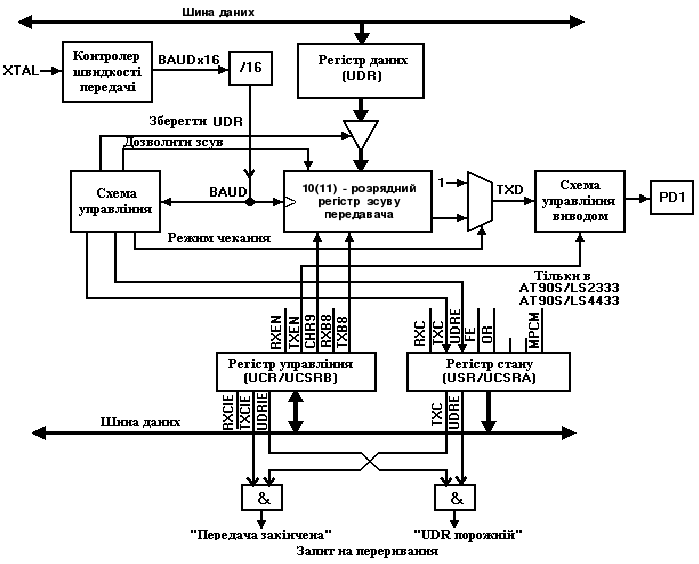 Шина даних
XTAL
Контролер
швидкості
передачі
BAUDx16
/16
Регістр даних
(UDR)
Зберегти UDR
Дозволити зсув
Схема
управління
BAUD
10(11) - розрядний
регістр зсуву
передавача
1
TXD
Схема
управління
виводом
PD1
Режим чекання
Тільки в
AT90S/LS2333
AT90S/LS4433
RXEN
TXEN
CHR9
RXB8
TXB8
RXC
TXC
UDRE
FE
OR
MPCM
Регістр управління
(UCR/UCSRB)
Регістр стану
(USR/UCSRA)
RXCIE
TXCIE
UDRIE
TXC
UDRE
Шина даних
&
&
"Передача закінчена"
"UDR порожній"
Запит на переривання